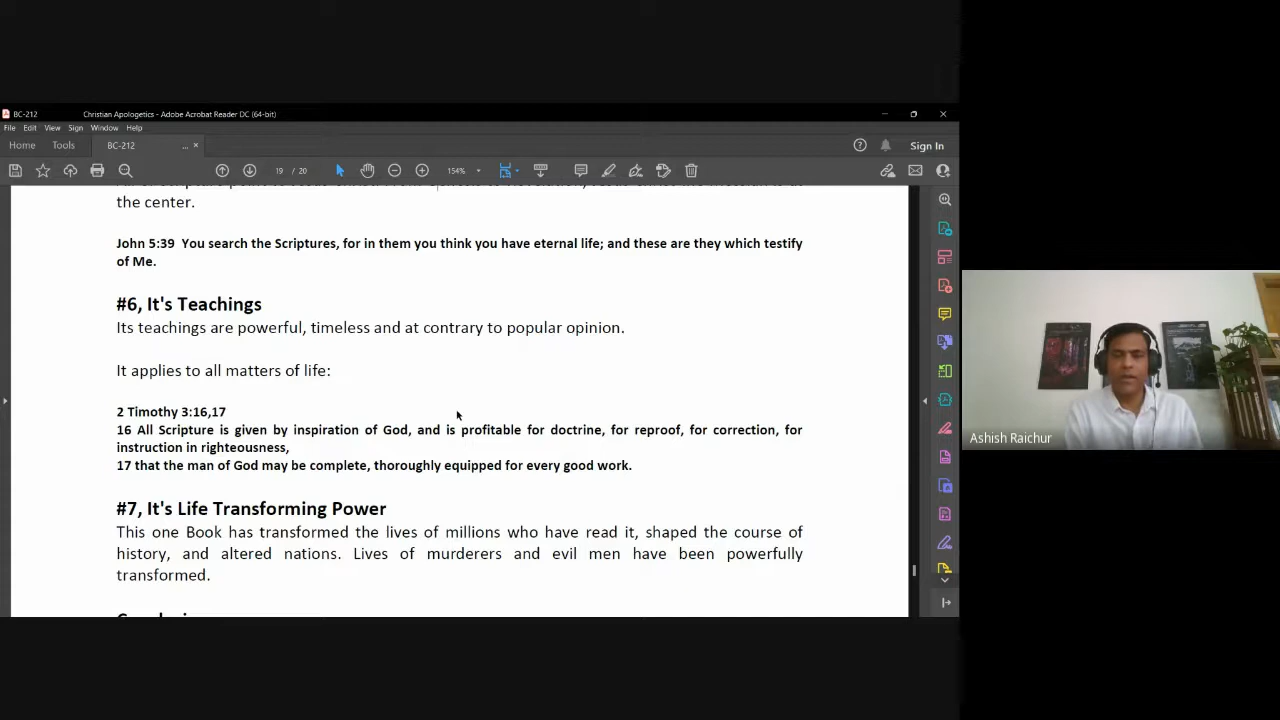 BC-212 Christian Apologetics - Adobe Acrobat Reader DC (64-bit)
File Edit View Sign Window Help
Home Tools BC-212 ... × Sign In
19 / 20 154%
the center.
John 5:39 You search the Scriptures, for in them you think you have eternal life; and these are they which testify
of Me.
#6, It's Teachings
Its teachings are powerful, timeless and at contrary to popular opinion.
It applies to all matters of life:
2 Timothy 3:16,17
16 All Scripture is given by inspiration of God, and is profitable for doctrine, for reproof, for correction, for
instruction in righteousness,
17 that the man of God may be complete, thoroughly equipped for every good work.
#7, It's Life Transforming Power
This one Book has transformed the lives of millions who have read it, shaped the course of
history, and altered nations. Lives of murderers and evil men have been powerfully
transformed.
Ashish Raichur